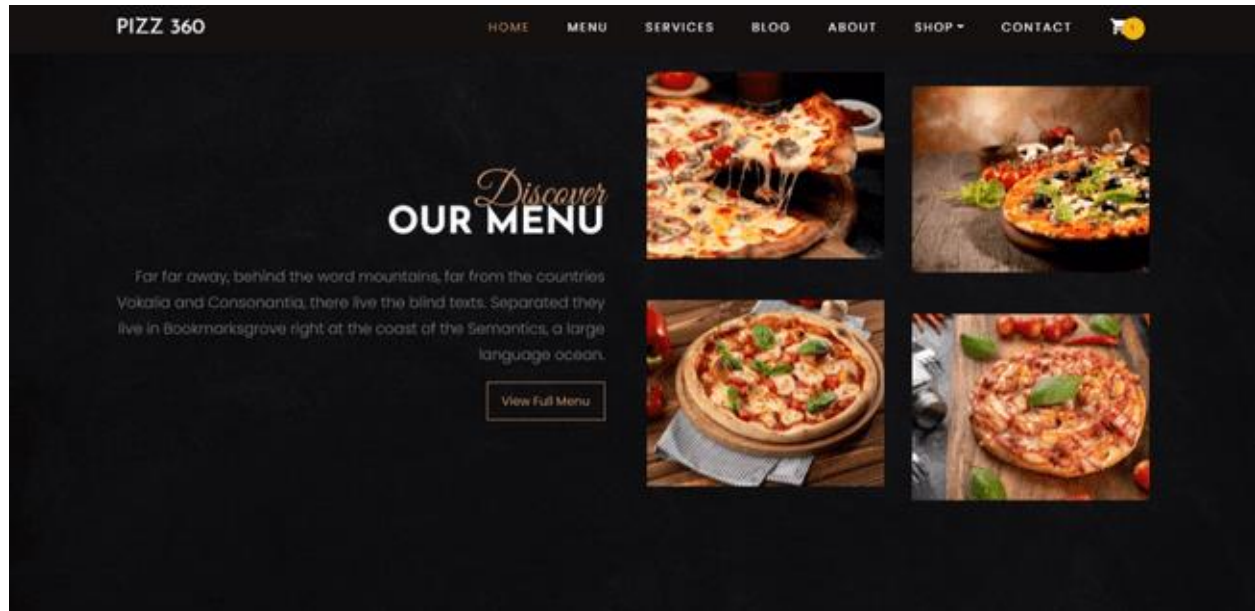 PIZZ 360
HOME MENU SERVICES BLOG ABOUT SHOP CONTACT
Discover
OUR MENU
Far far away, behind the word mountains, far from the countries
Vokalia and Consonantia, there live the blind texts. Separated they
live in Bookmarksgrove right at the coast of the Semantics, a large
language ocean.
View Full Menu